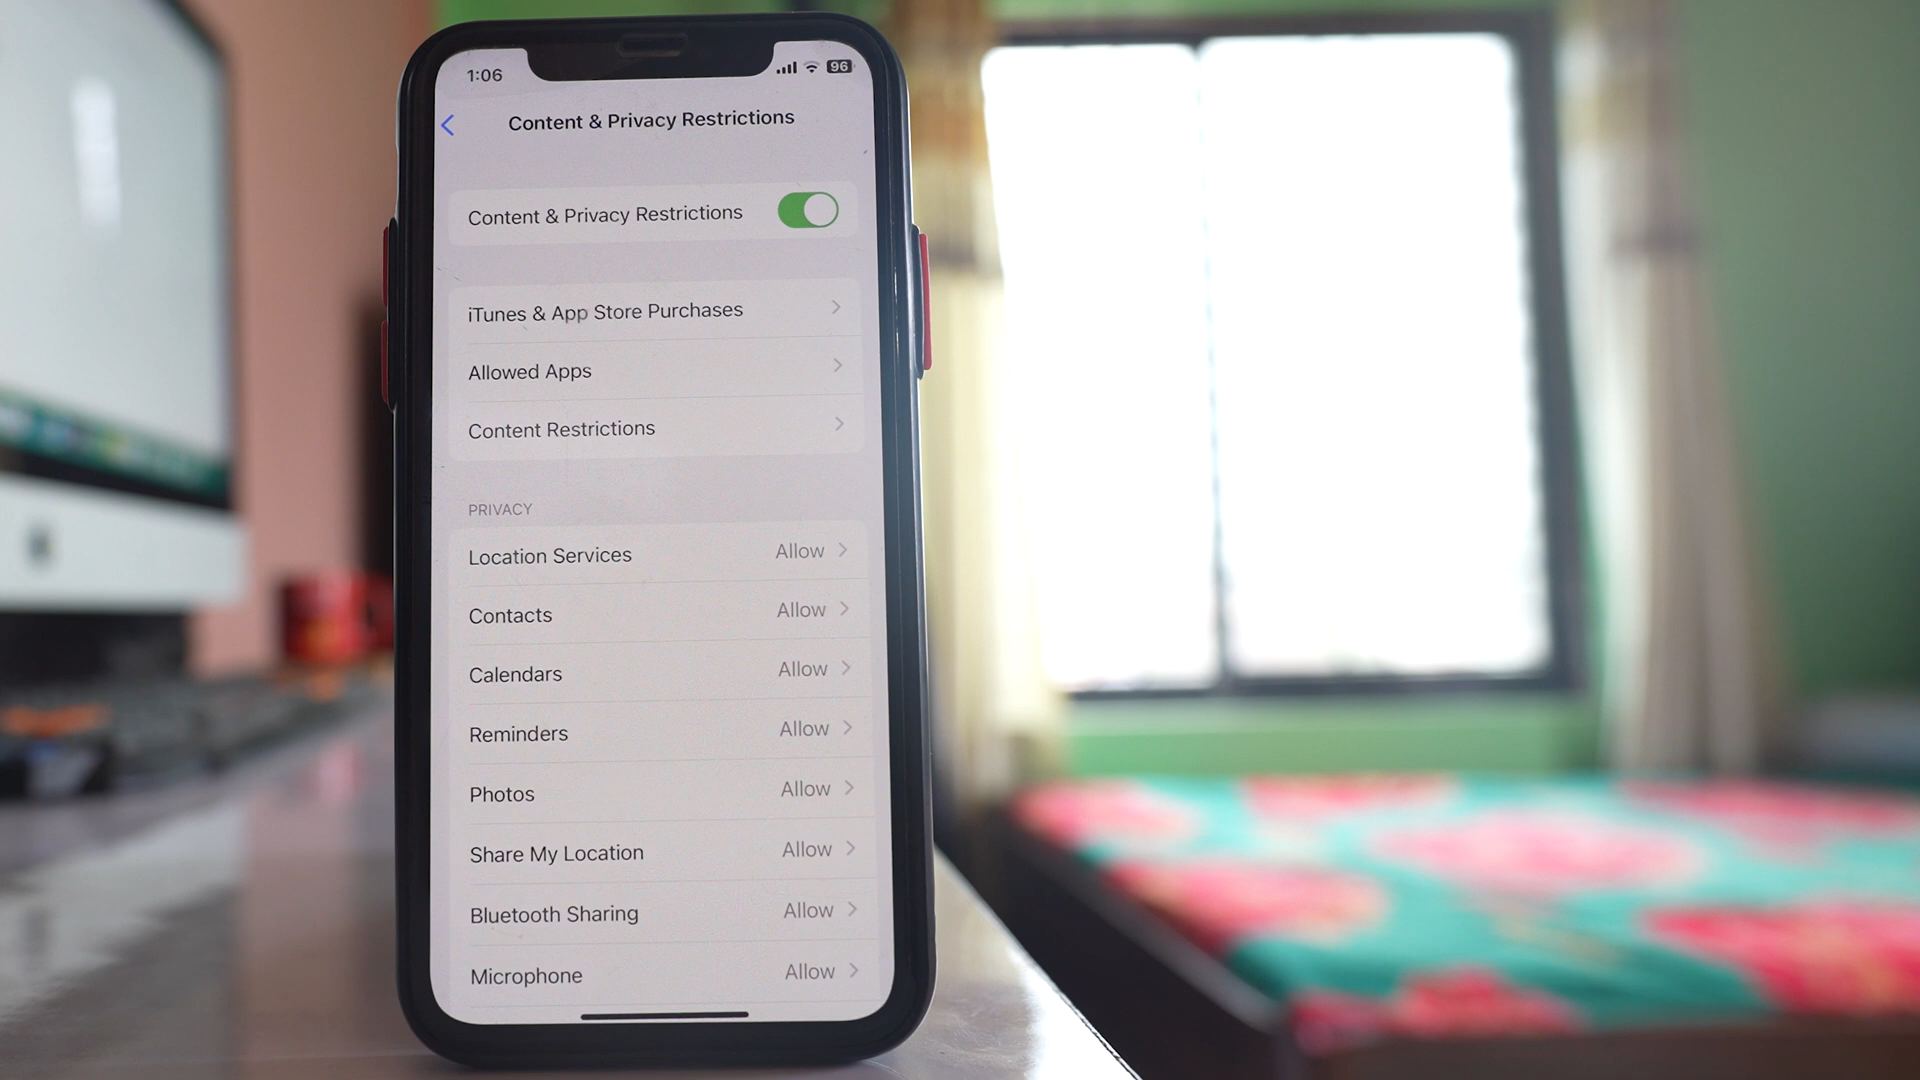 1:06
96
Content & Privacy Restrictions
Content & Privacy Restrictions
iTunes & App Store Purchases
Allowed Apps
Content Restrictions
PRIVACY
Location Services Allow
Contacts Allow
Calendars Allow
Reminders Allow
Photos Allow
Share My Location Allow
Bluetooth Sharing Allow
Microphone Allow